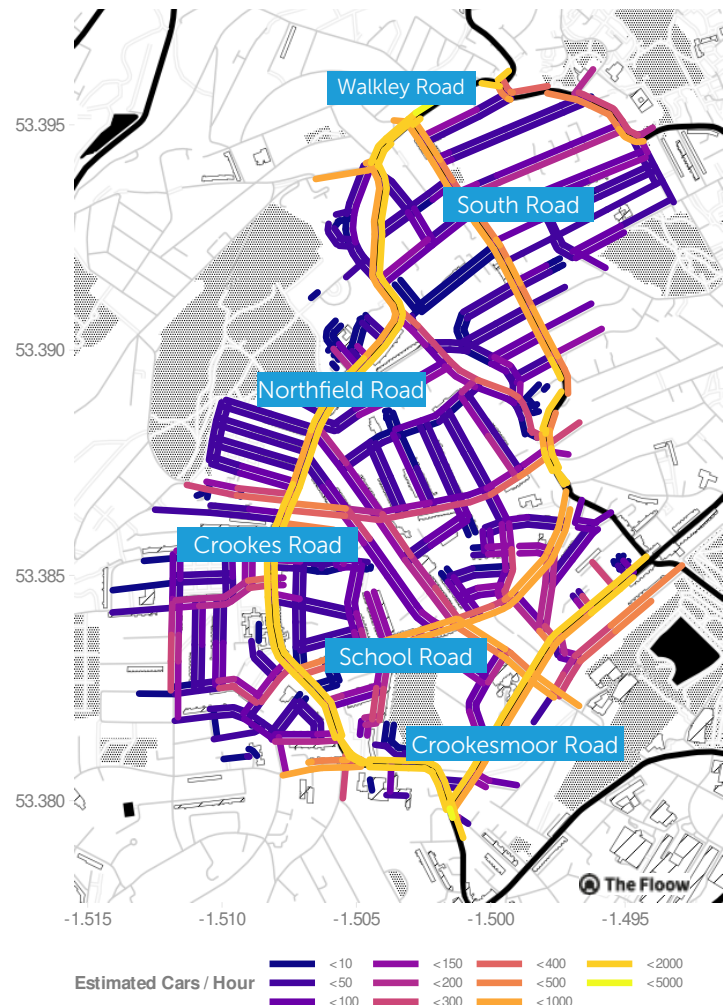 Walkley Road
53.395
South Road
53.390
Northfield Road
Crookes Road
53.385
School Road
Crookesmoor Road
53.380
The Floow
-1.515 -1.510 -1.505 -1.500 -1.495
<10 <150 <400 <2000
Estimated Cars / Hour <50 <200 <500 <5000
<100 <300 <1000